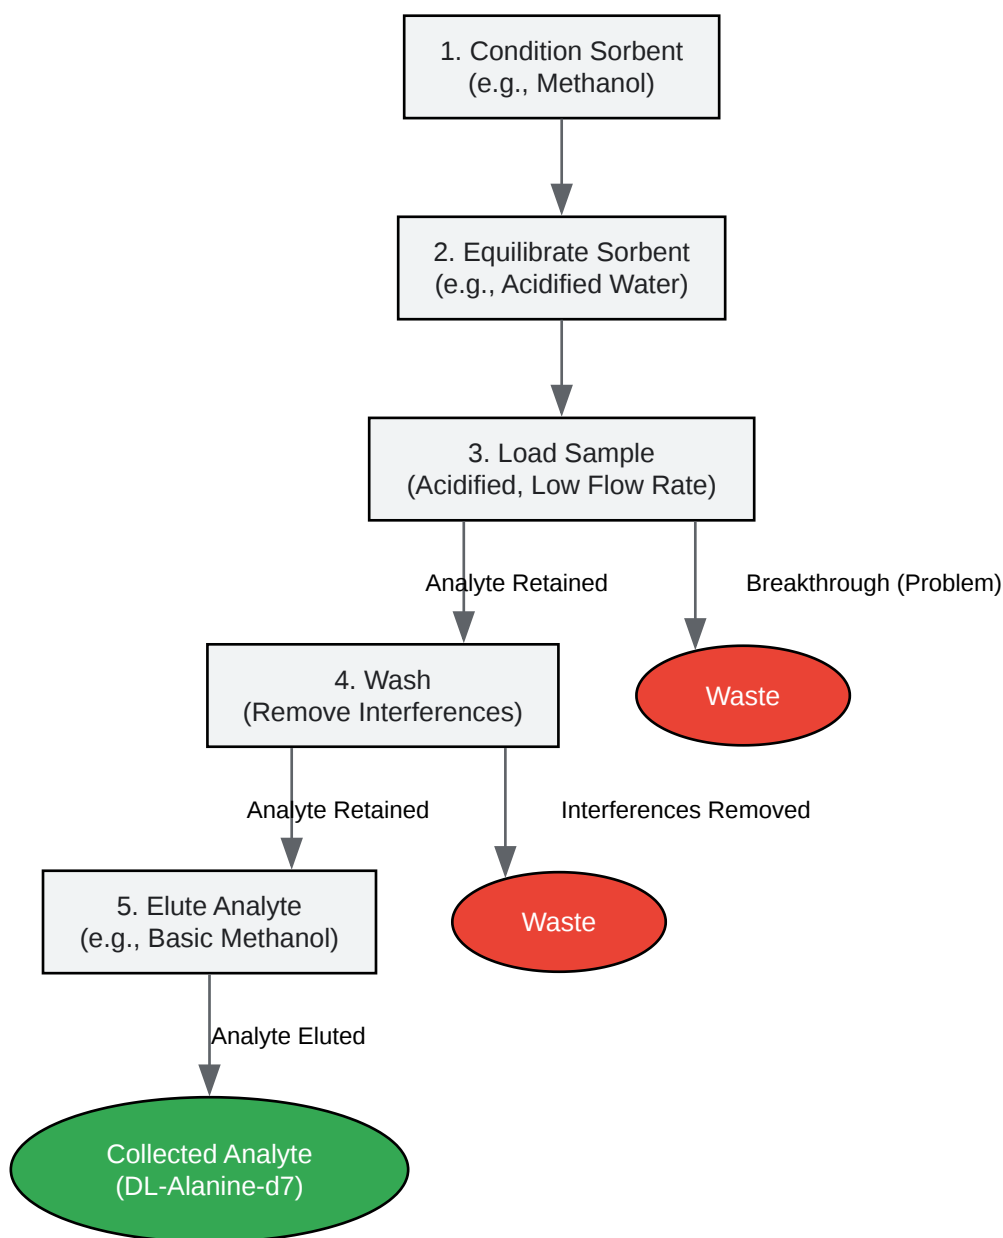 1. Condition Sorbent
(e.g., Methanol)
2. Equilibrate Sorbent
(e.g., Acidified Water)
3. Load Sample
(Acidified, Low Flow Rate)
Analyte Retained
Breakthrough (Problem)
4. Wash
(Remove Interferences)
Waste
Analyte Retained
Interferences Removed
5. Elute Analyte
(e.g., Basic Methanol)
Waste
Analyte Eluted
Collected Analyte
(DL-Alanine-d7)